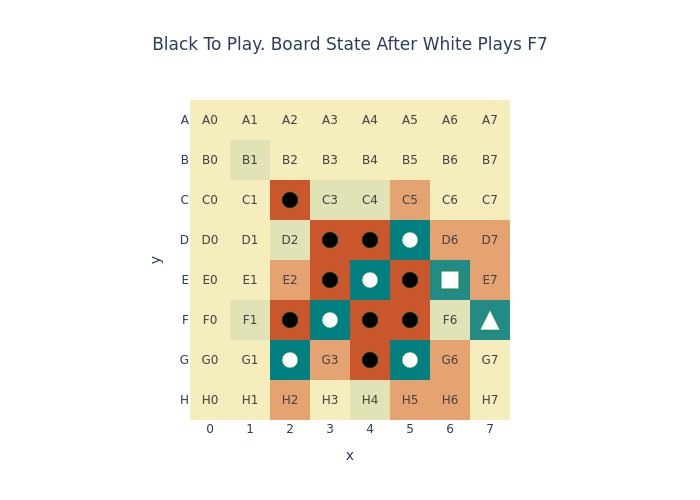 Black To Play. Board State After White Plays F7
A A0 A1 A2 A3 A4 A5 A6 A7
B B0 B1 B2 B3 B4 B5 B6 B7
C C0 C1 C3 C4 C5 C6 C7
D D0 D1 D2 D6 D7
y
E E0 E1 E2 E7
F F0 F1 F6
G G0 G1 G3 G6 G7
H H0 H1 H2 H3 H4 H5 H6 H7
0 1 2 3 4 5 6 7
x